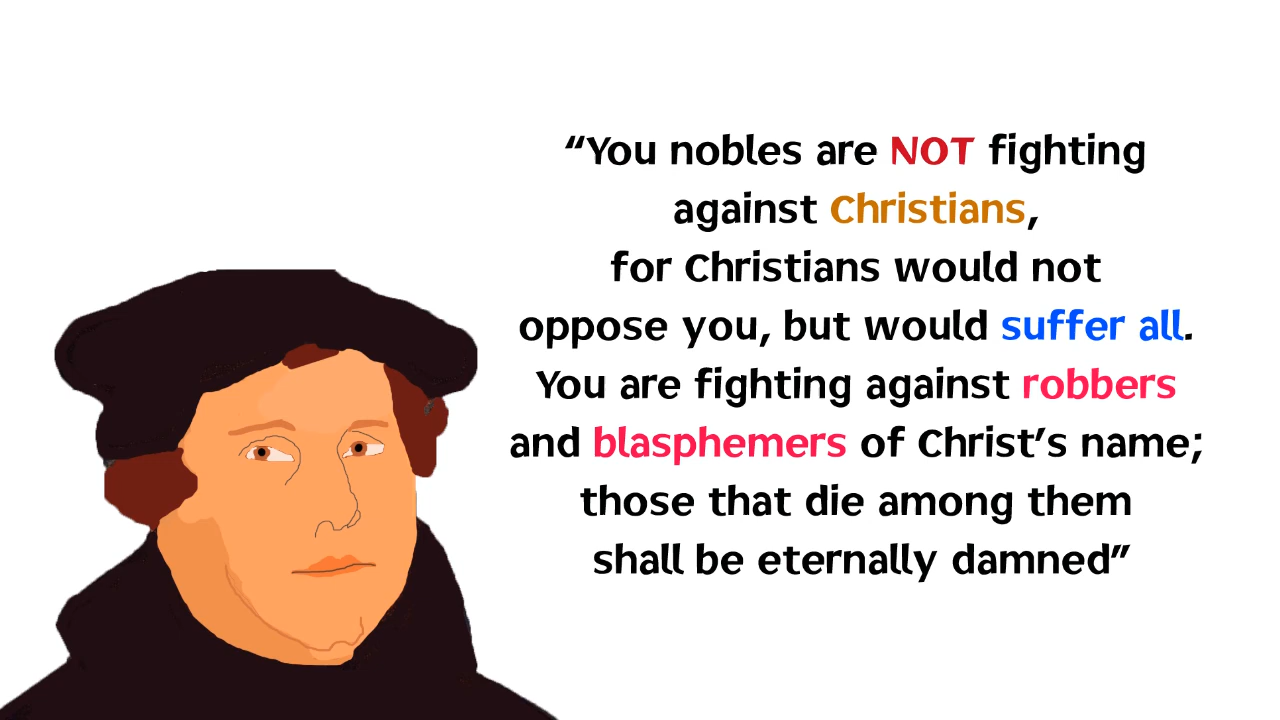 “You nobles are NOT fighting
against Christians,
for Christians would not
oppose you, but would suffer all.
You are fighting against robbers
and blasphemers of Christ’s name;
those that die among them
shall be eternally damned”